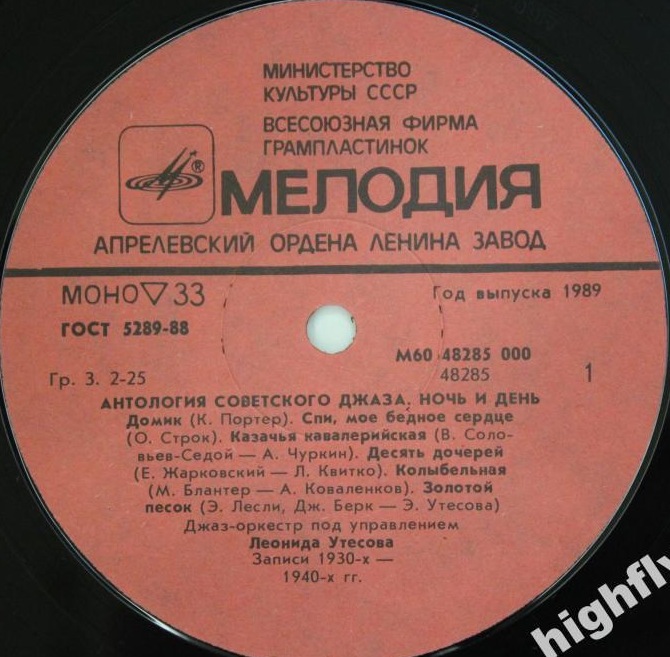 МИНИСТЕРСТВО
КУЛЬТУРЫ СССР
ВСЕСОЮЗНАЯ ФИРМА
ГРАМПЛАСТИНОК
®
МЕЛОДИЯ
АПРЕЛЕВСКИЙ ОРДЕНА ЛЕНИНА ЗАВОД
МОНО ▽ 33
Год выпуска 1989
ГОСТ 5289-88
М60 48285 000
Гр. 3. 2-25
48285
1
АНТОЛОГИЯ СОВЕТСКОГО ДЖАЗА. НОЧЬ И ДЕНЬ
Домик (К. Портер). Спи, мое бедное сердце
(О. Строк). Казачья кавалерийская (В. Соло-
вьев-Седой — А. Чуркин). Десять дочерей
(Е. Жарковский — Л. Квитко). Колыбельная
(М. Блантер — А. Коваленков). Золотой
песок (Э. Лесли, Дж. Берк — Э. Утесова)
Джаз-оркестр под управлением
Леонида Утесова
Записи 1930-х —
1940-х гг.
highfly